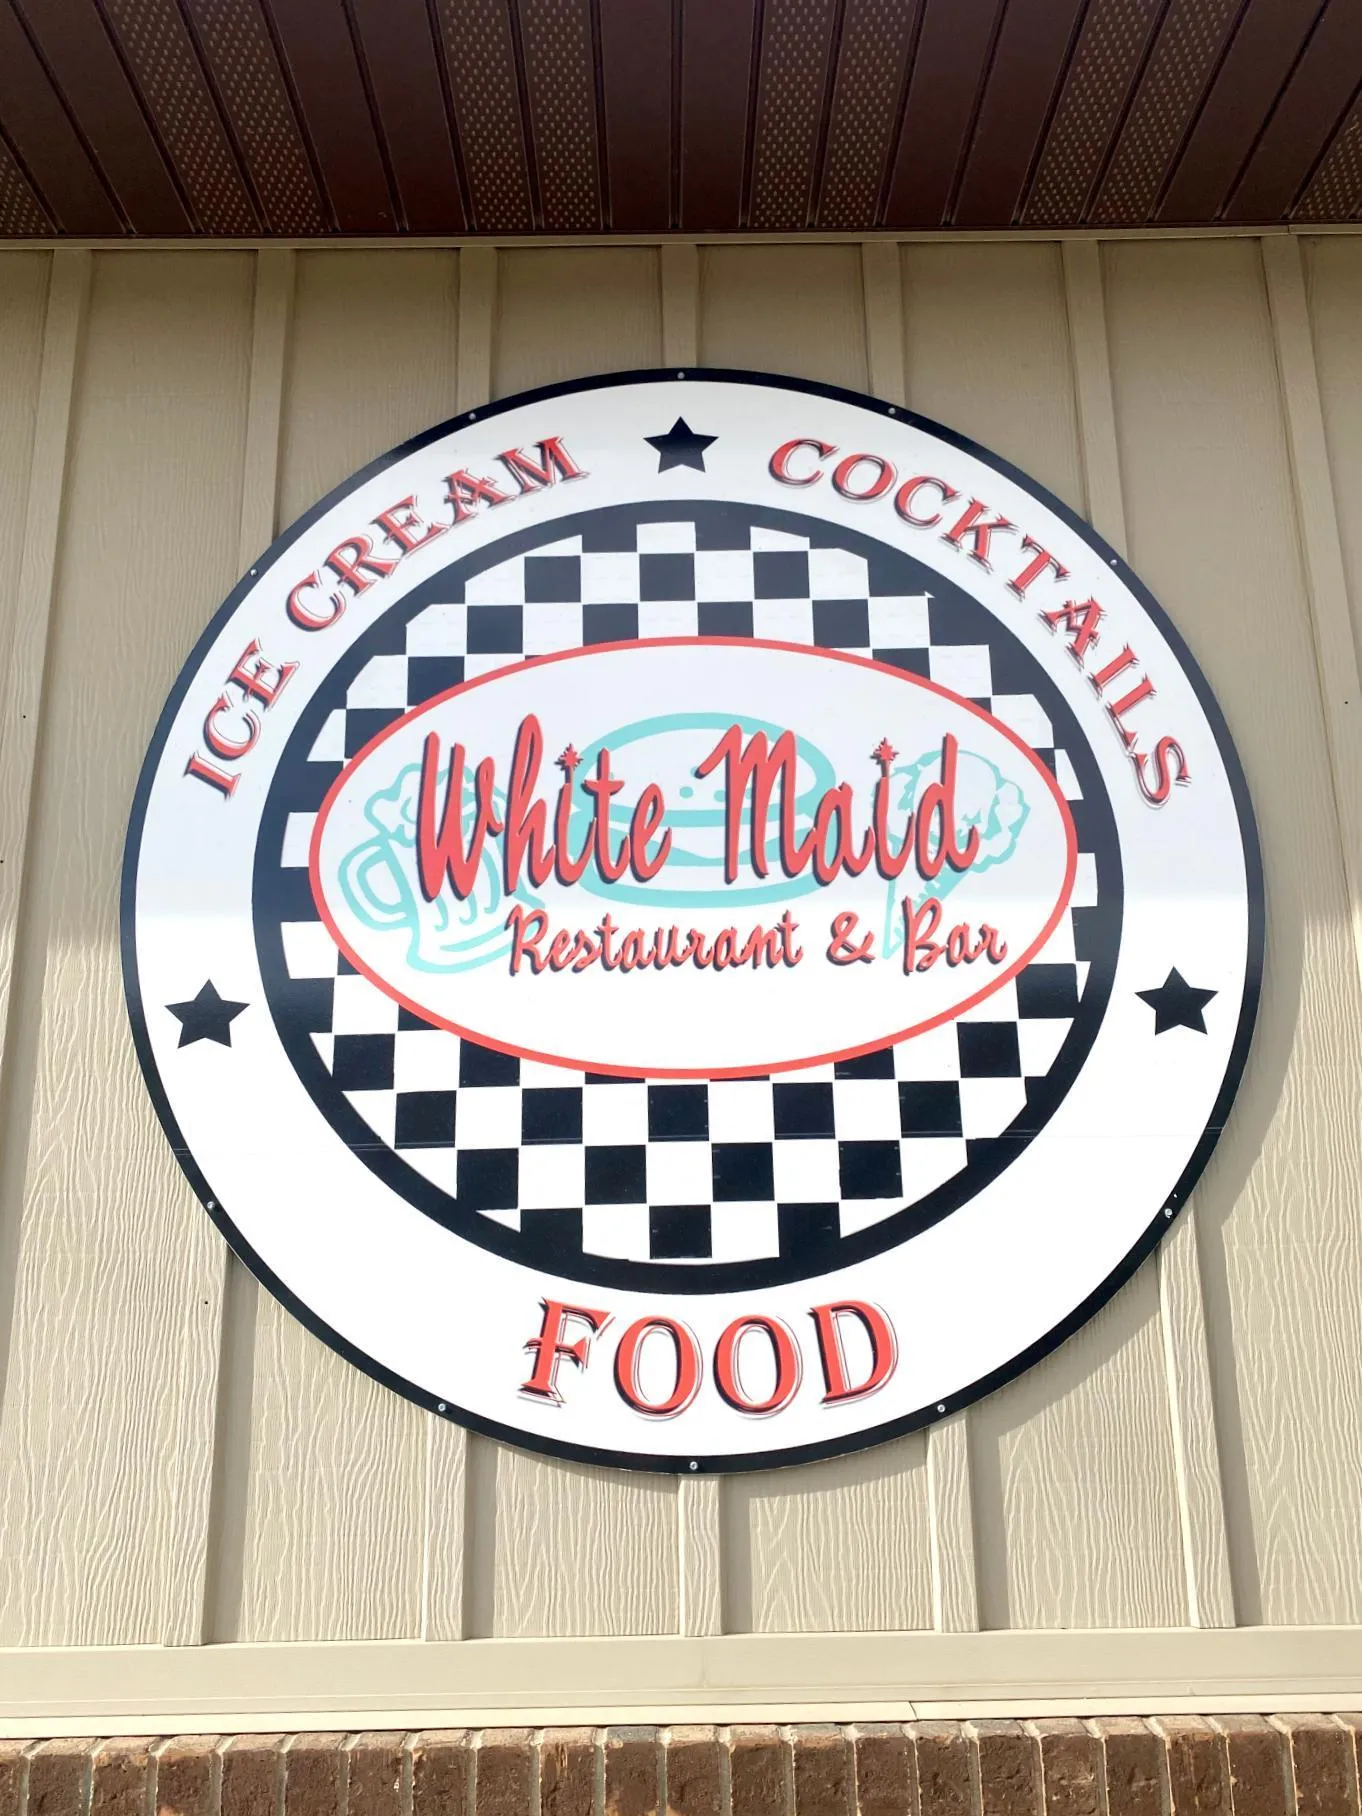 ICE CREAM
COCKTAILS
White Maid
Restaurant & Bar
FOOD